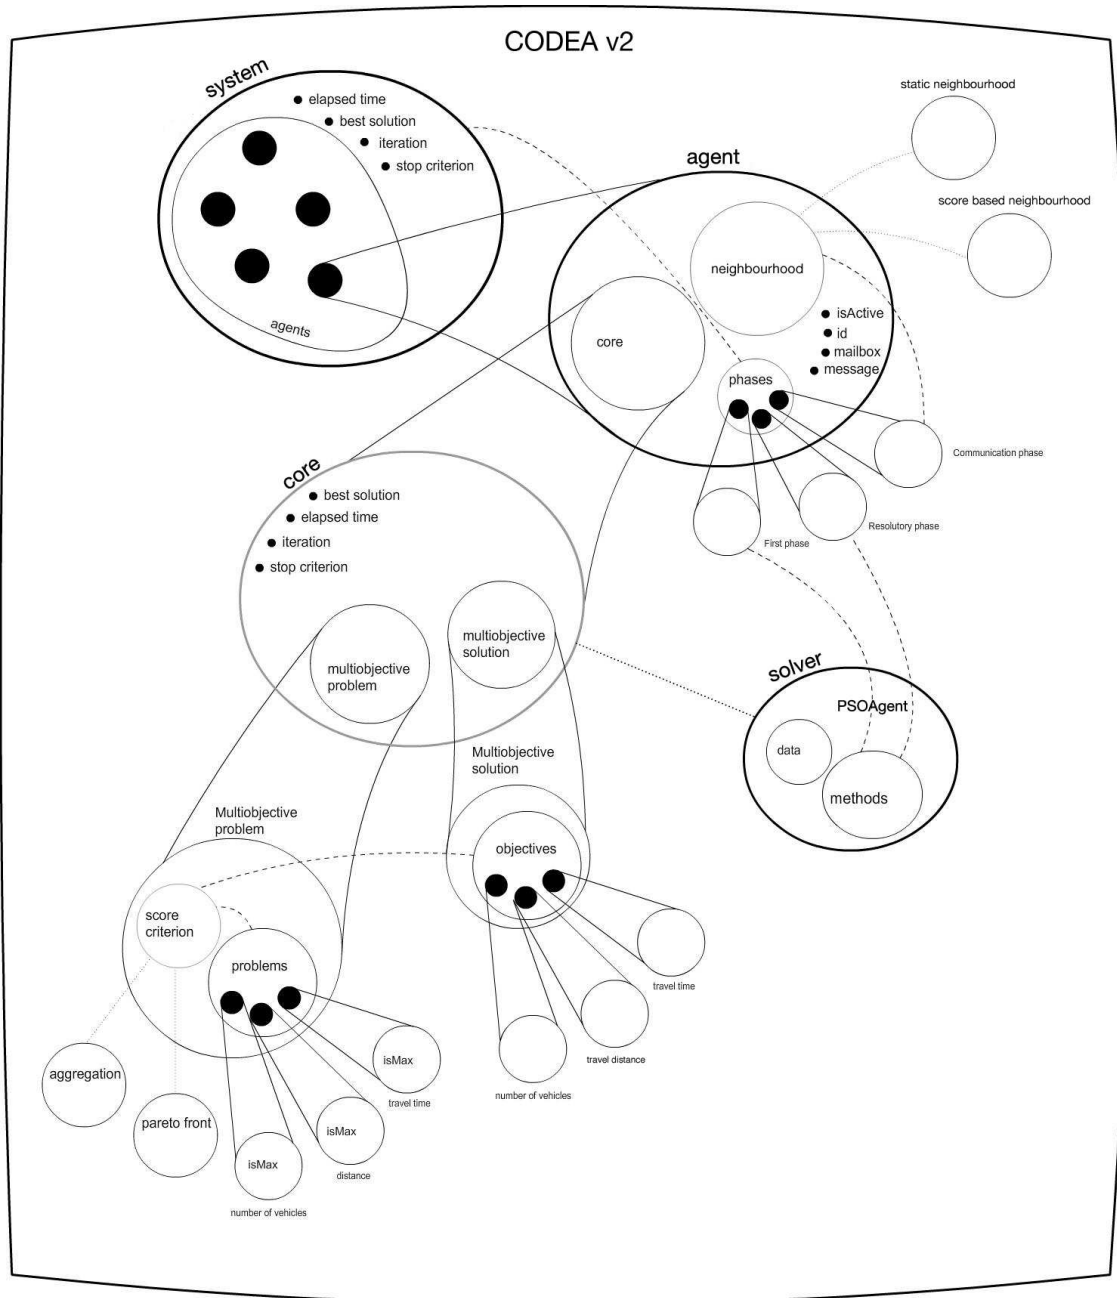 CODEA v2
system
elapsed time
best solution
iteration
stop criterion
agents
agent
static neighbourhood
score based neighbourhood
neighbourhood
core
isActive
id
mailbox
message
phases
Communication phase
Resolutory phase
First phase
core
best solution
elapsed time
iteration
stop criterion
multiobjective
problem
multiobjective
solution
solver
PSOAgent
data
methods
Multiobjective
solution
objectives
travel time
travel distance
number of vehicles
Multiobjective
problem
score
criterion
problems
aggregation
pareto front
isMax
travel time
isMax
distance
isMax
number of vehicles